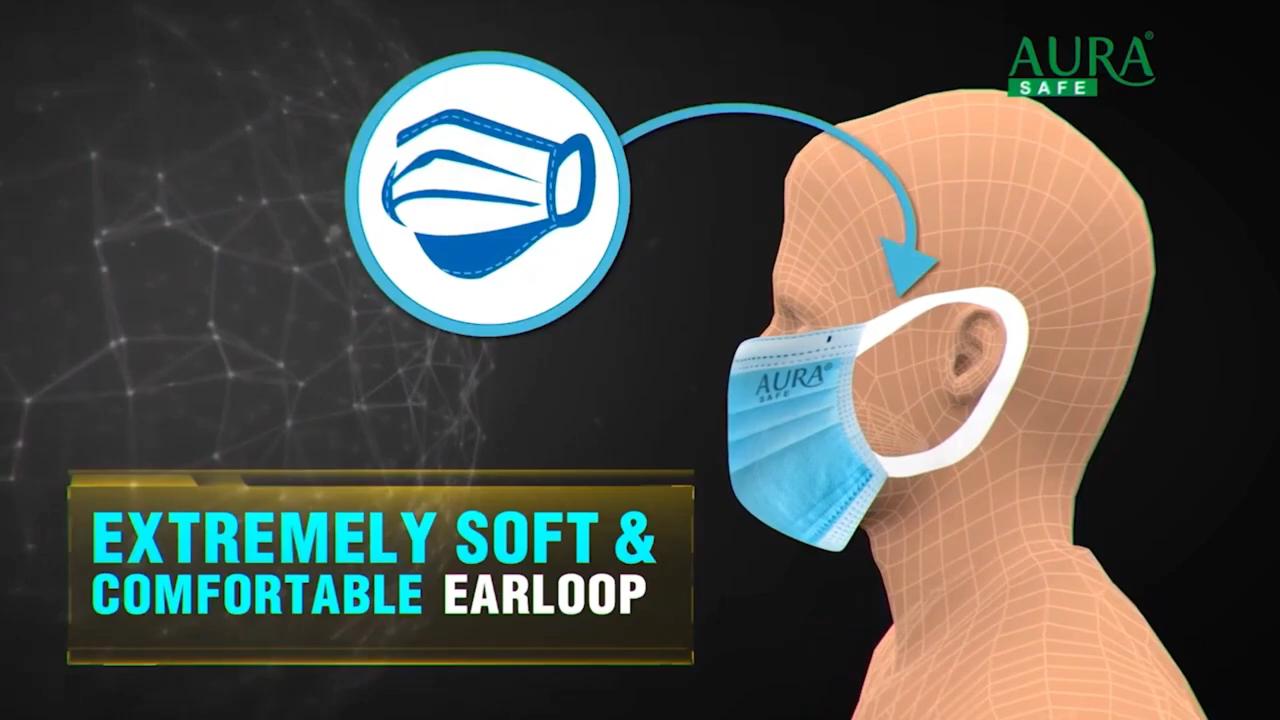 AURA®
SAFE
AURA®
SAFE
EXTREMELY SOFT &
COMFORTABLE EARLOOP